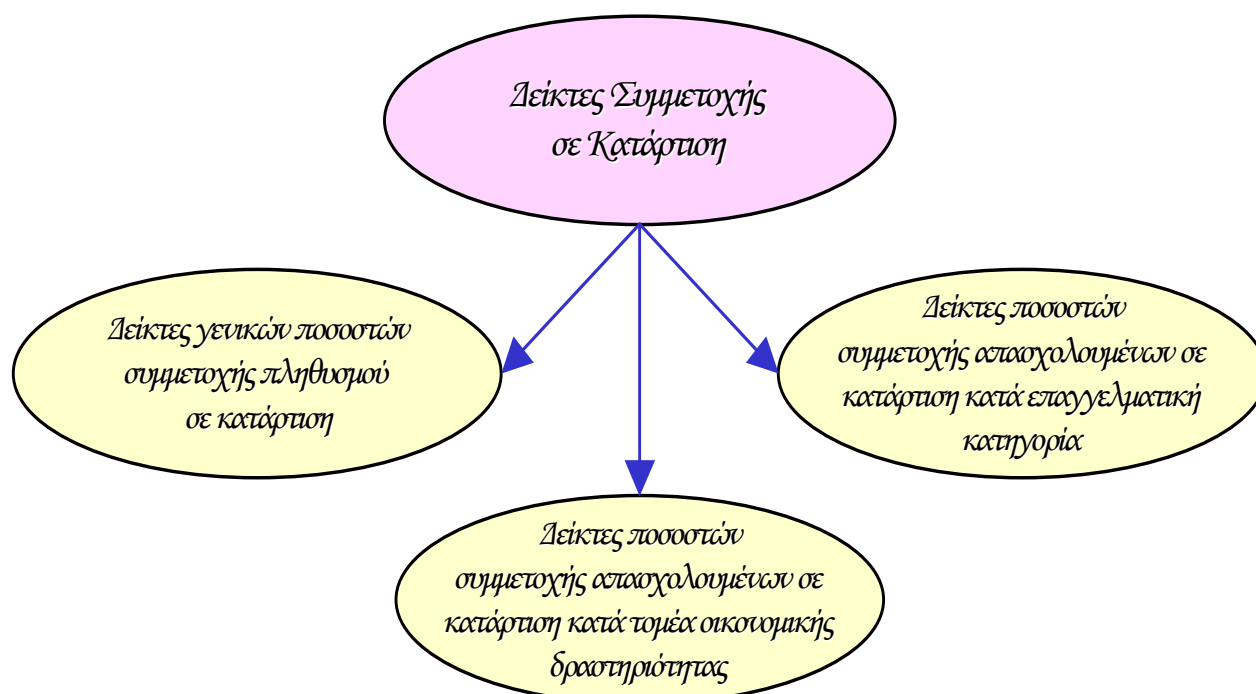 Δείκτες Συμμετοχής
σε Κατάρτιση
Δείκτες γενικών ποσοστών
συμμετοχής πληθυσμού
σε κατάρτιση
Δείκτες ποσοστών
συμμετοχής απασχολουμένων σε
κατάρτιση κατά επαγγελματική
κατηγορία
Δείκτες ποσοστών
συμμετοχής απασχολουμένων σε
κατάρτιση κατά τομέα οικονομικής
δραστηριότητας